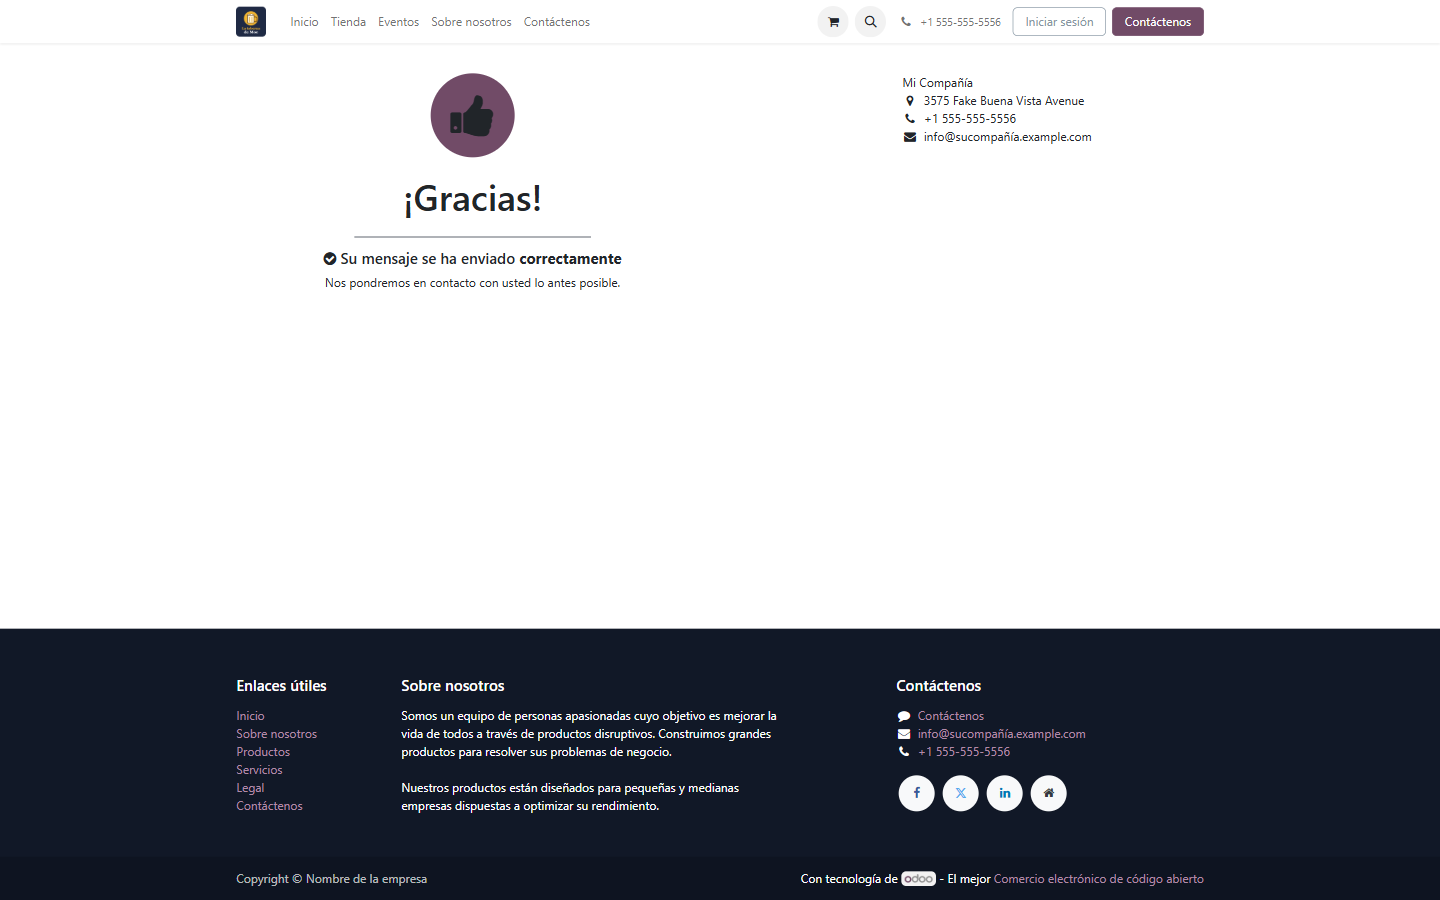 Inicio Tienda Eventos Sobre nosotros Contáctenos
+1 555-555-5556 Iniciar sesión Contáctenos
¡Gracias!
Su mensaje se ha enviado correctamente
Nos pondremos en contacto con usted lo antes posible.
Mi Compañía
3575 Fake Buena Vista Avenue
+1 555-555-5556
info@sucompañía.example.com
Enlaces útiles
Inicio
Sobre nosotros
Productos
Servicios
Legal
Contáctenos
Sobre nosotros
Somos un equipo de personas apasionadas cuyo objetivo es mejorar la
vida de todos a través de productos disruptivos. Construimos grandes
productos para resolver sus problemas de negocio.
Nuestros productos están diseñados para pequeñas y medianas
empresas dispuestas a optimizar su rendimiento.
Contáctenos
Contáctenos
info@sucompañía.example.com
+1 555-555-5556
Copyright © Nombre de la empresa
Con tecnología de odoo - El mejor Comercio electrónico de código abierto